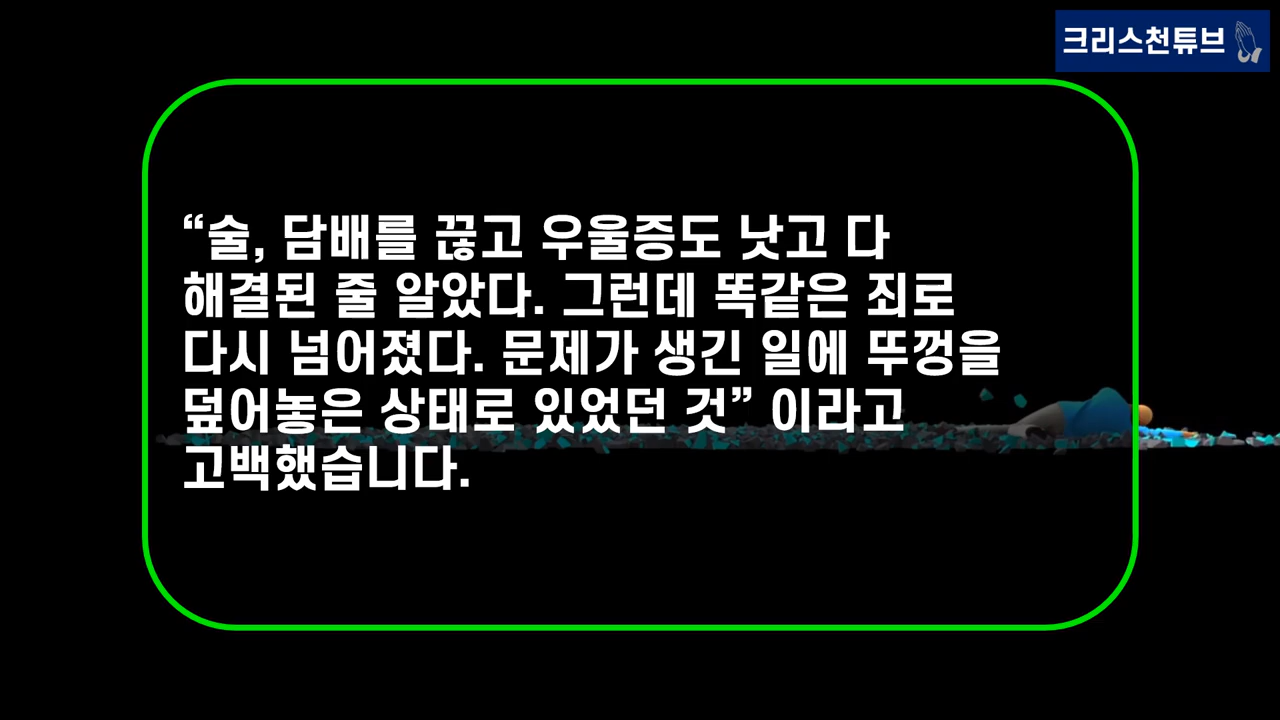 크리스천튜브
“술, 담배를 끊고 우울증도 낫고 다
해결된 줄 알았다. 그런데 똑같은 죄로
다시 넘어졌다. 문제가 생긴 일에 뚜껑을
덮어놓은 상태로 있었던 것” 이라고
고백했습니다.